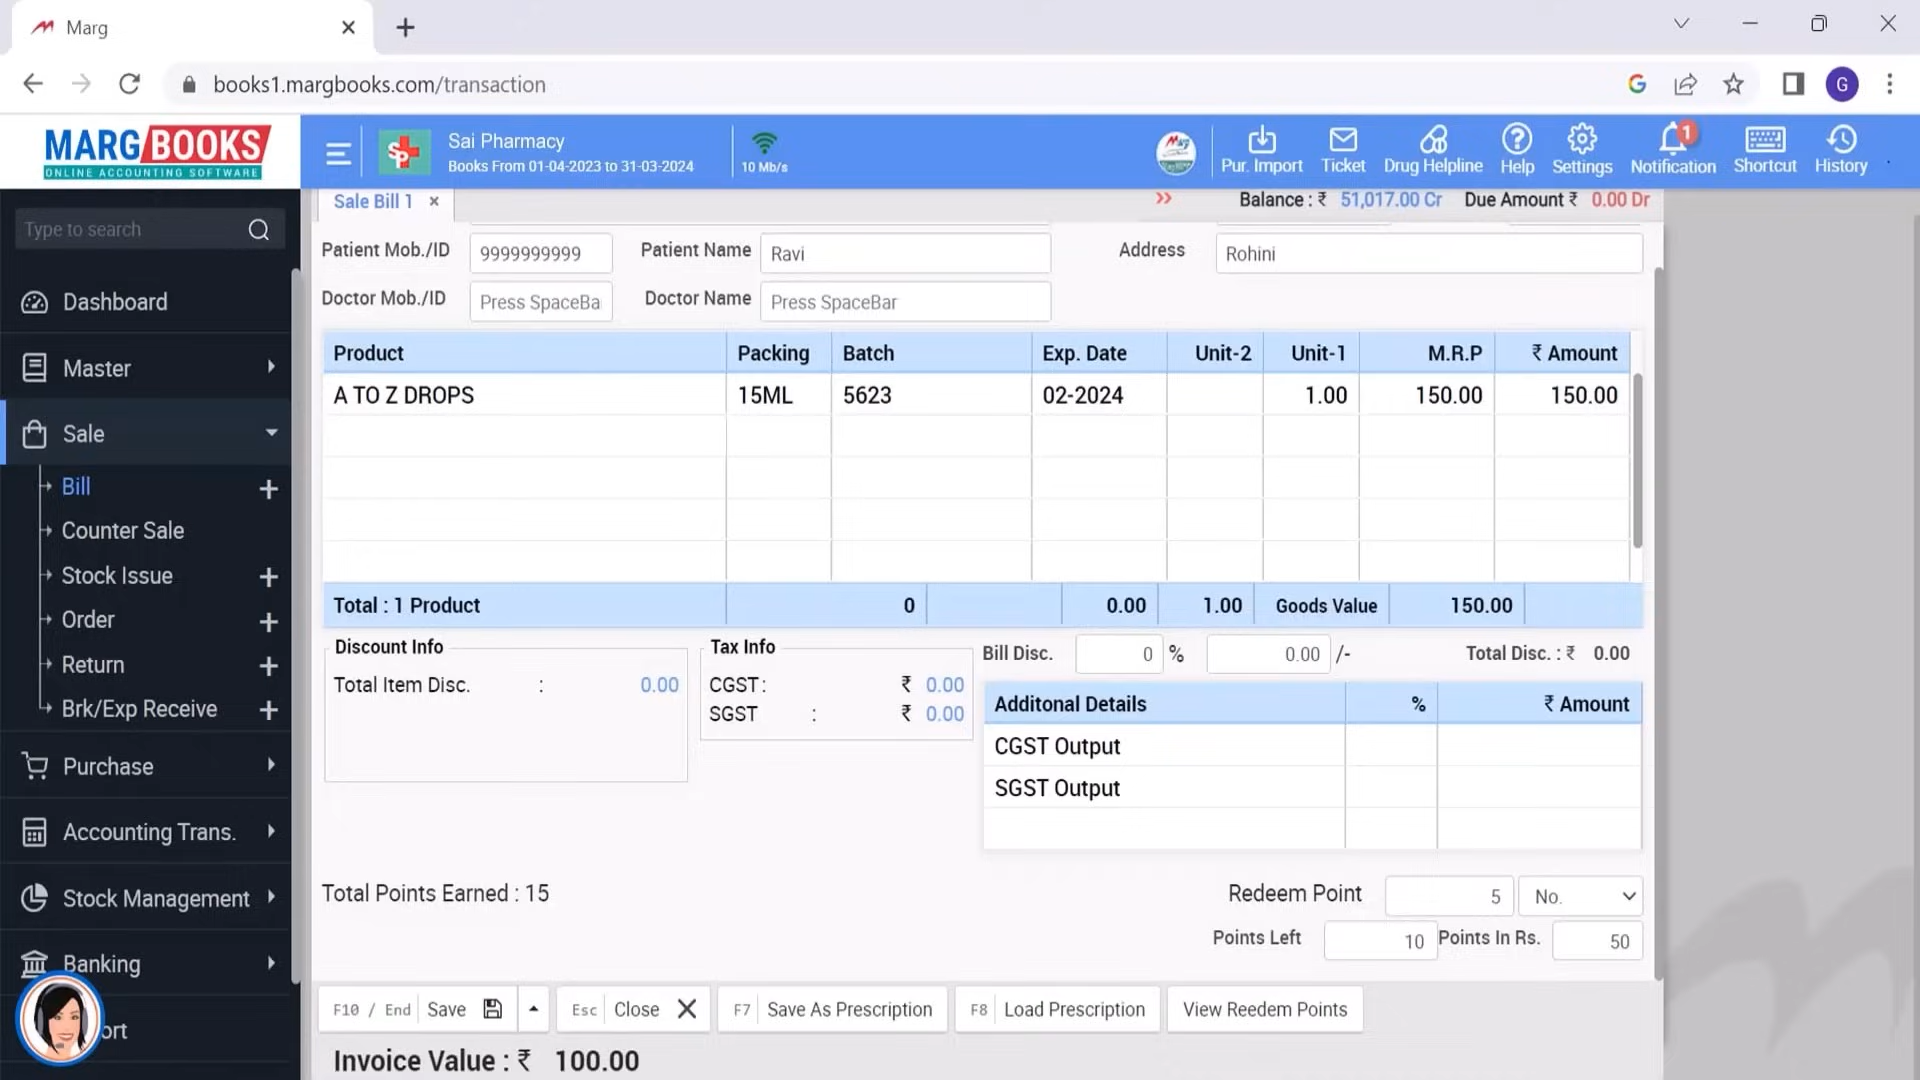 Marg
books1.margbooks.com/transaction
G
MARG BOOKS
ONLINE ACCOUNTING SOFTWARE
Sai Pharmacy
Books From 01-04-2023 to 31-03-2024
10 Mb/s
Pur. Import
Ticket
Drug Helpline
Help
Settings
1
Notification
Shortcut
History
Type to search
Dashboard
Master
Sale
Bill
Counter Sale
Stock Issue
Order
Return
Brk/Exp Receive
Purchase
Accounting Trans.
Stock Management
Banking
ort
Sale Bill 1
Balance : ₹ 51,017.00 Cr Due Amount ₹ 0.00 Dr
Patient Mob./ID 9999999999 Patient Name Ravi Address Rohini
Doctor Mob./ID Press SpaceBa Doctor Name Press SpaceBar
Product Packing Batch Exp. Date Unit-2 Unit-1 M.R.P ₹ Amount
A TO Z DROPS 15ML 5623 02-2024 1.00 150.00 150.00
Total : 1 Product 0 0.00 1.00 Goods Value 150.00
Discount Info
Total Item Disc. : 0.00
Tax Info
CGST : ₹ 0.00
SGST : ₹ 0.00
Bill Disc. 0 % 0.00 /- Total Disc. : ₹ 0.00
Additonal Details % ₹ Amount
CGST Output
SGST Output
Total Points Earned : 15
Redeem Point 5 No.
Points Left 10 Points In Rs. 50
F10 / End Save Esc Close F7 Save As Prescription F8 Load Prescription View Reedem Points
Invoice Value : ₹ 100.00